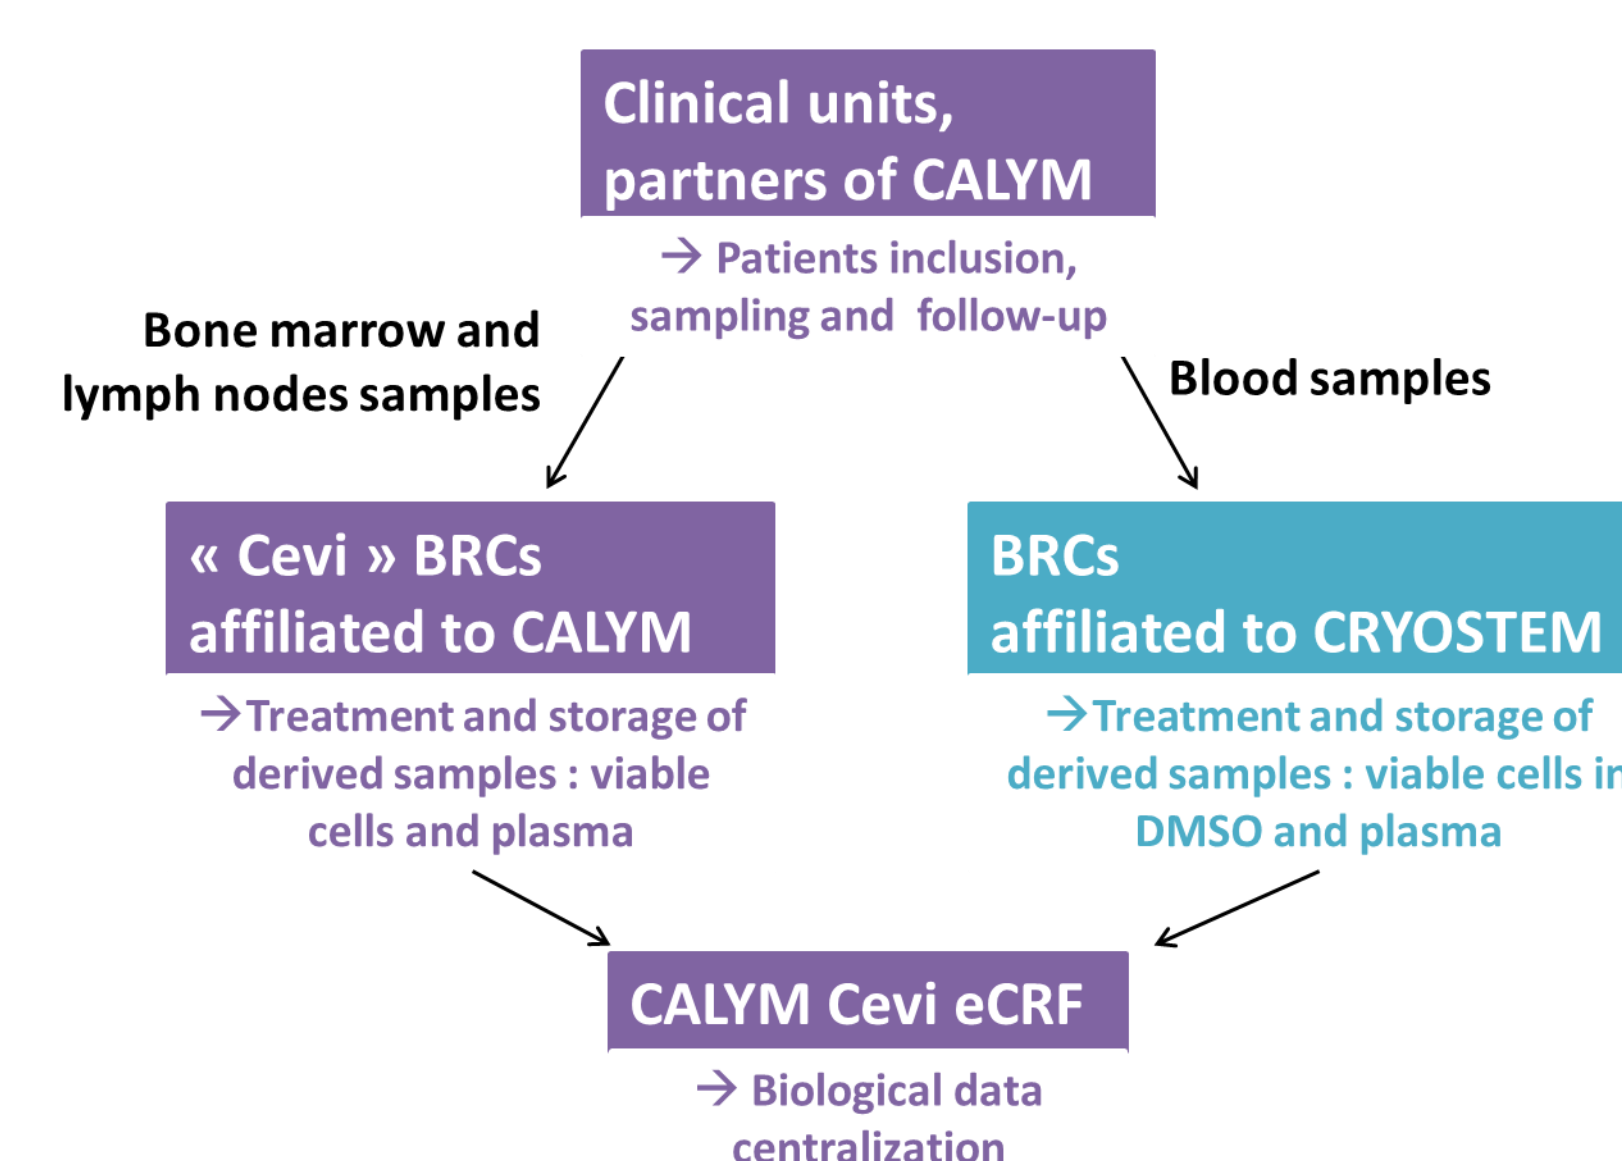 Clinical units,
partners of CALYM
→ Patients inclusion,
sampling and follow-up
Bone marrow and
lymph nodes samples
Blood samples
« Cevi » BRCs
affiliated to CALYM
→Treatment and storage of
derived samples : viable
cells and plasma
BRCs
affiliated to CRYOSTEM
→Treatment and storage of
derived samples : viable cells in
DMSO and plasma
CALYM Cevi eCRF
→ Biological data
centralization